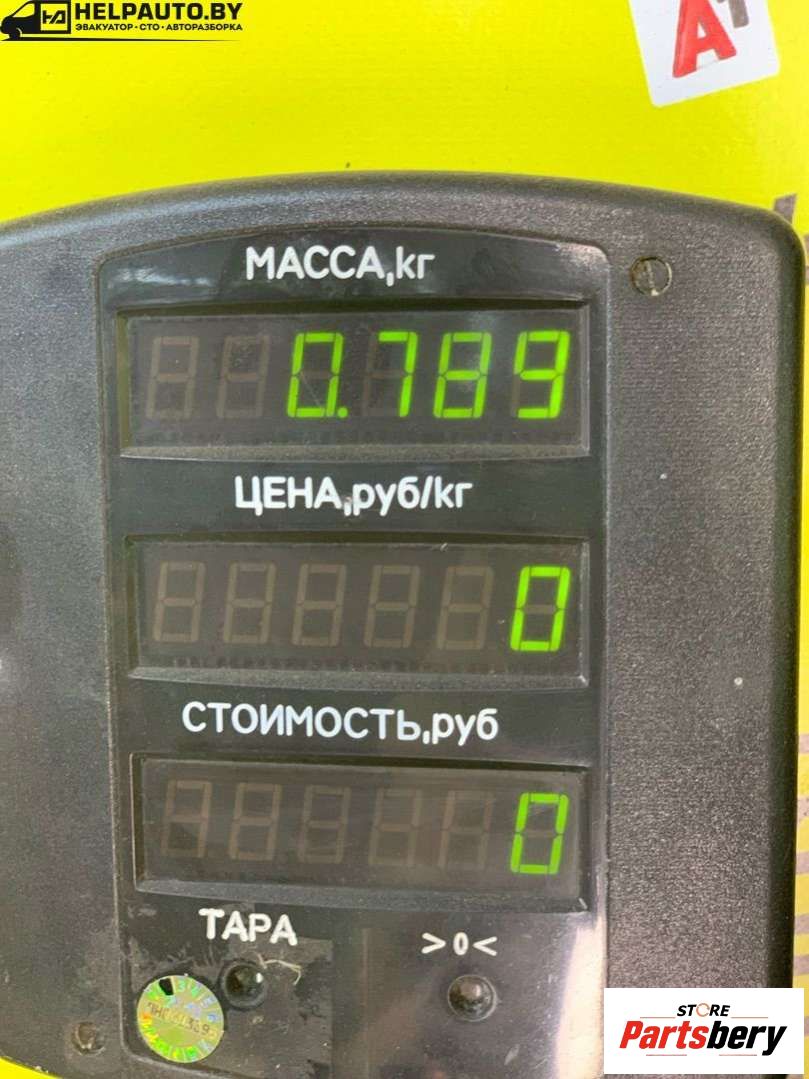 HELPAUTO.BY
ЭВАКУАТОР·СТО·АВТОРАЗБОРКА
МАССА,кг
0.789
ЦЕНА,руб/кг
0
СТОИМОСТЬ,руб
0
ТАРА
>0<
STORE
Partsbery